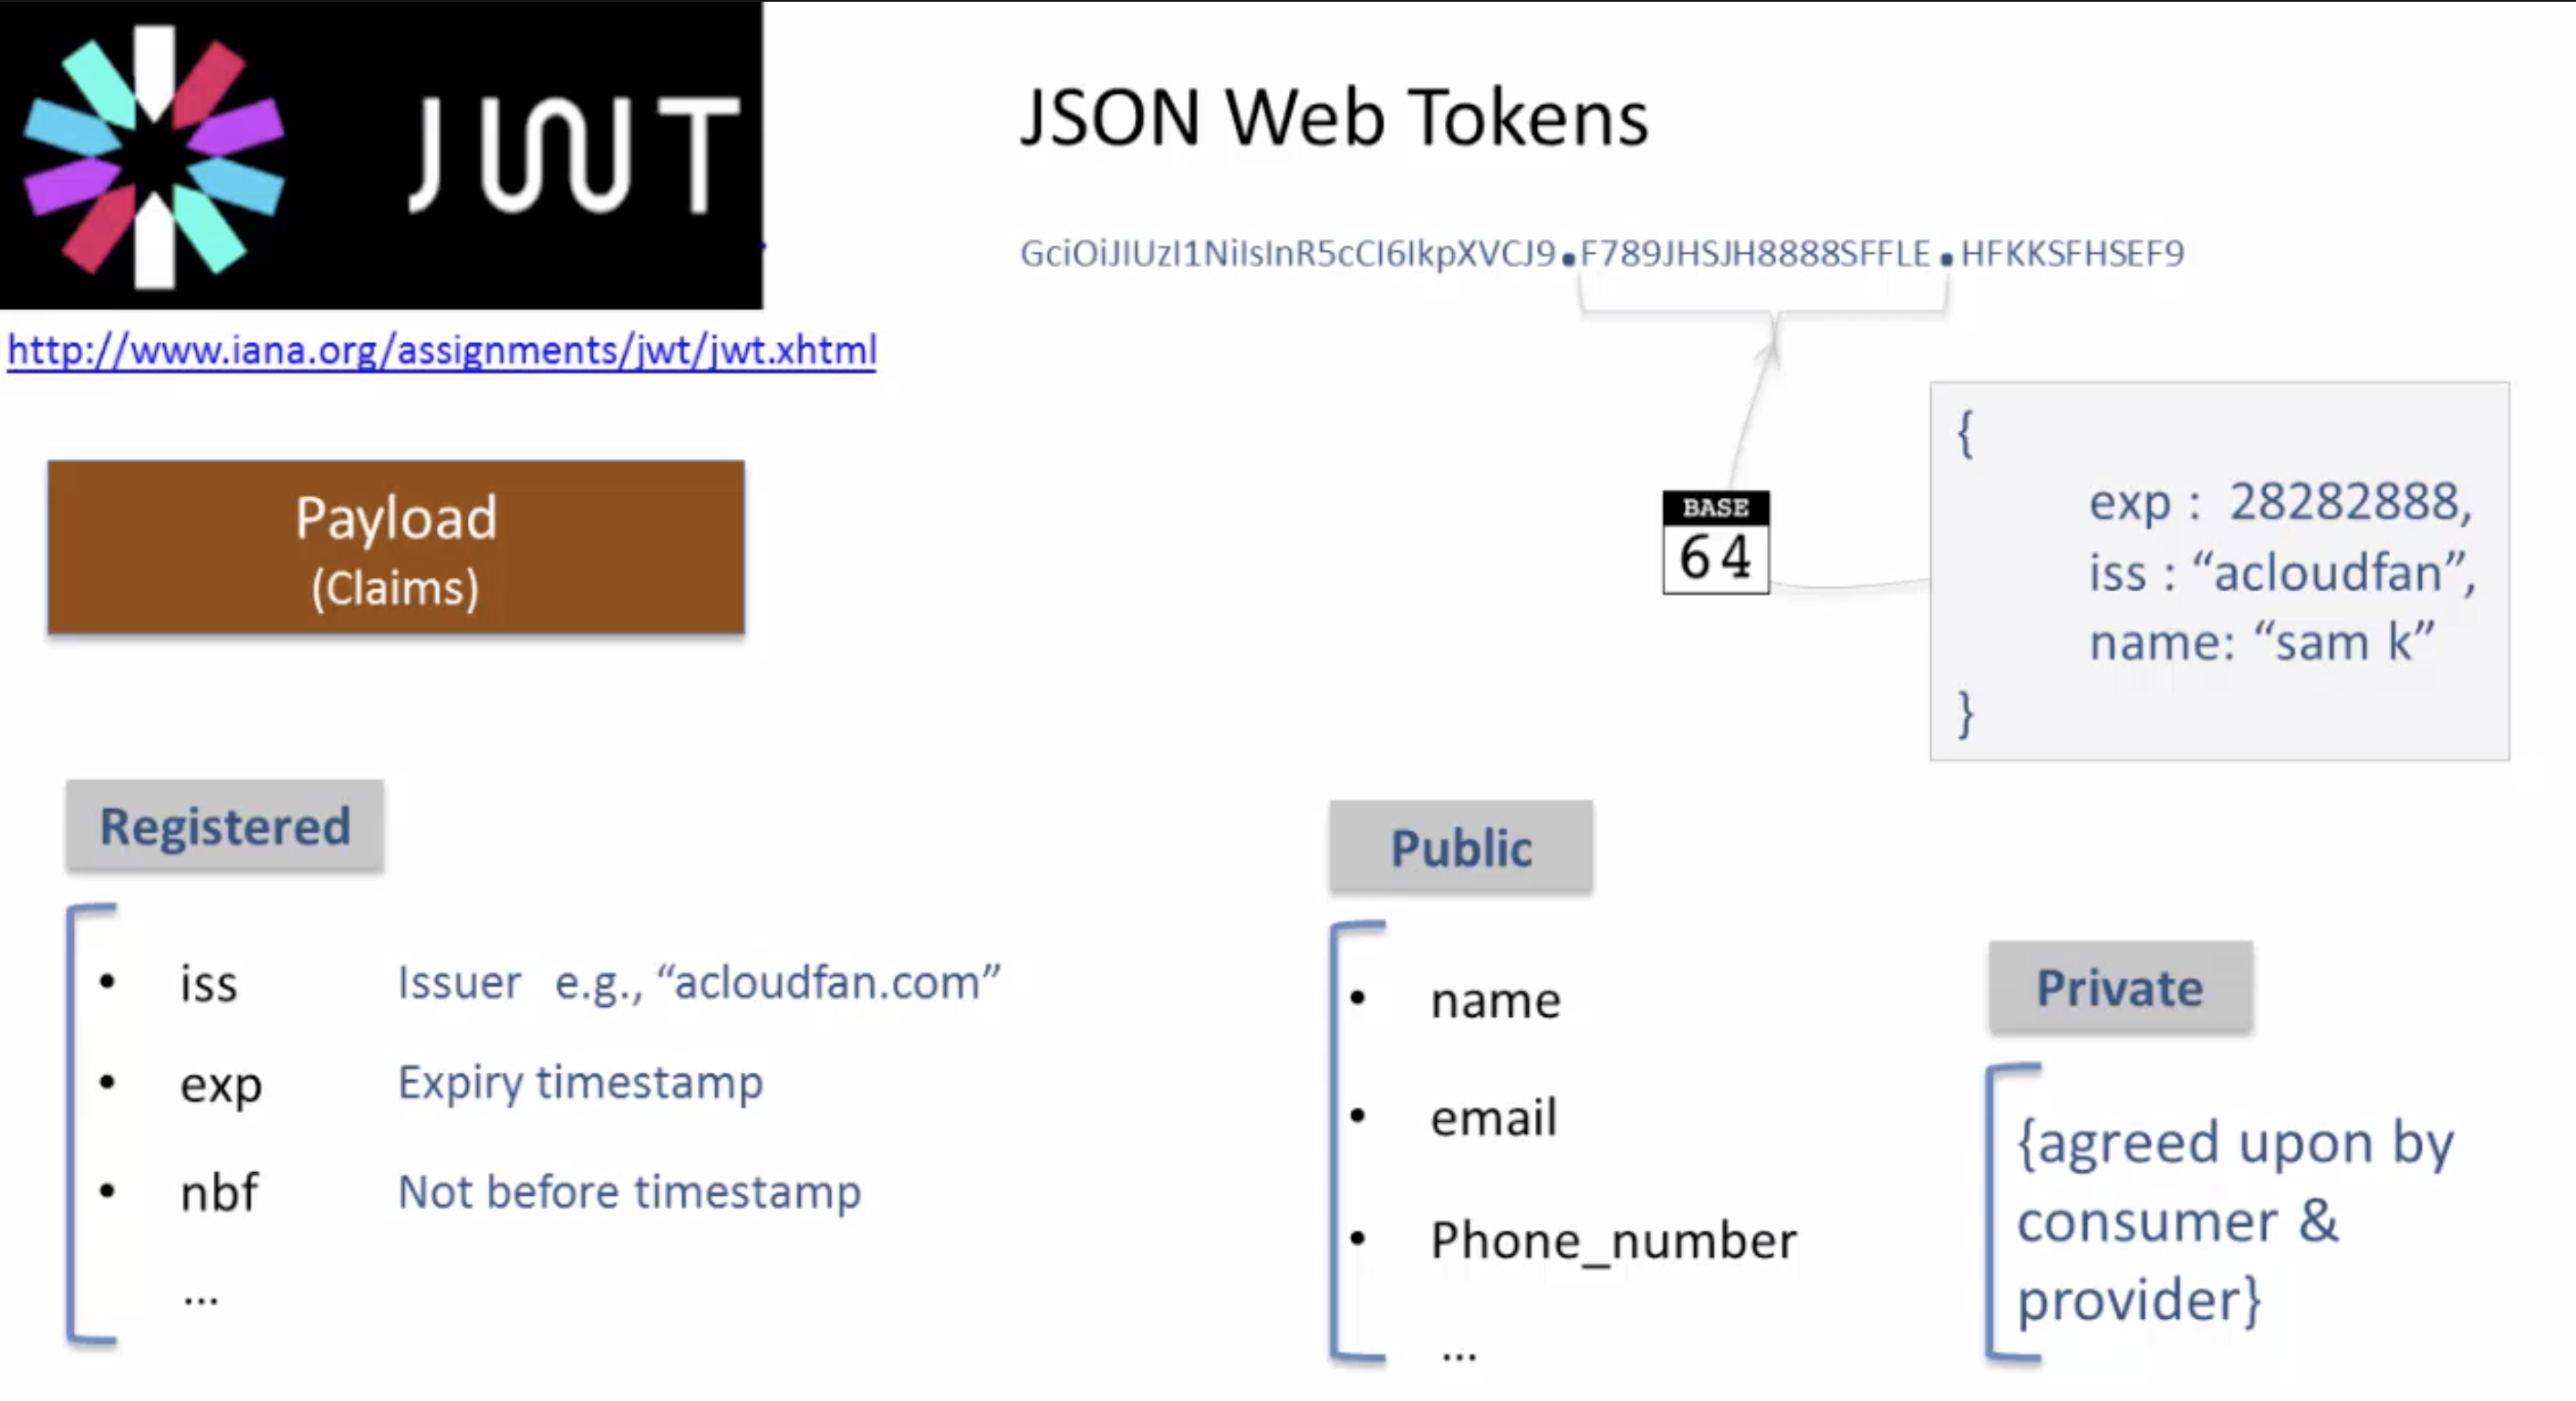 JWT
JSON Web Tokens
GciOiJIUzI1NiIsInR5cCI6IkpXVCJ9.F789JHSJH8888SFFLE.HFKKSFHSEF9
http://www.iana.org/assignments/jwt/jwt.xhtml
Payload
(Claims)
BASE
64
{
exp : 28282888,
iss : “acloudfan”,
name: “sam k”
}
Registered
• iss Issuer e.g., “acloudfan.com”
• exp Expiry timestamp
• nbf Not before timestamp
...
Public
• name
• email
• Phone_number
...
Private
{agreed upon by
consumer &
provider}